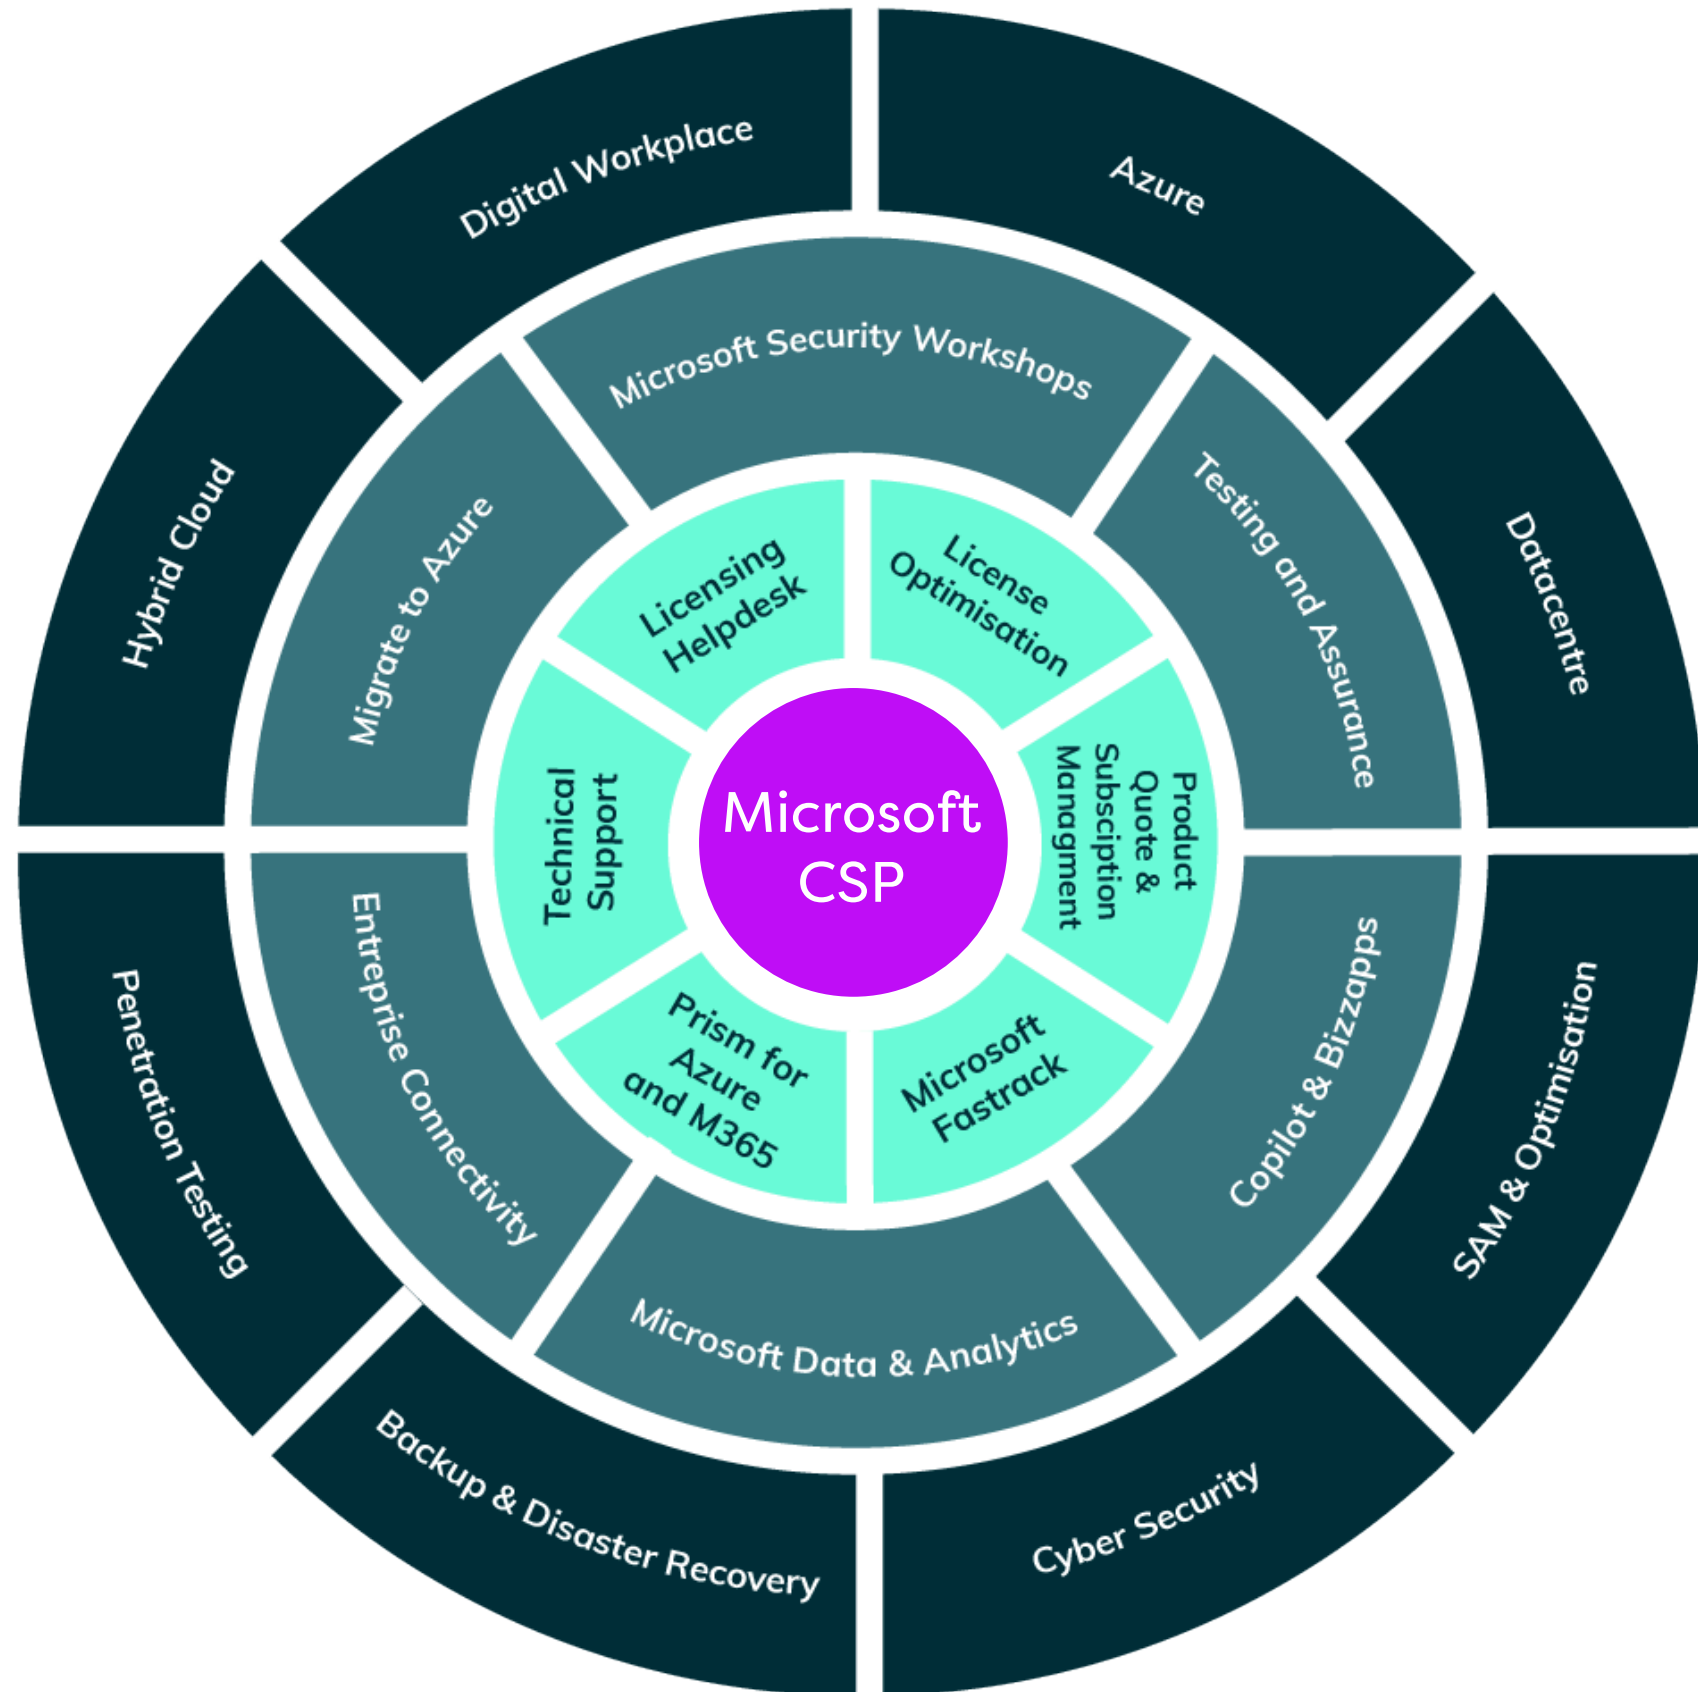 Digital Workplace
Azure
Datacentre
SAM & Optimisation
Cyber Security
Backup & Disaster Recovery
Penetration Testing
Hybrid Cloud
Microsoft Security Workshops
Testing and Assurance
Copilot & Bizzapps
Microsoft Data & Analytics
Entreprise Connectivity
Migrate to Azure
Licensing
Helpdesk
License
Optimisation
Product
Quote &
Subsciption
Managment
Microsoft
Fastrack
Prism for
Azure
and M365
Technical
Support
Microsoft
CSP